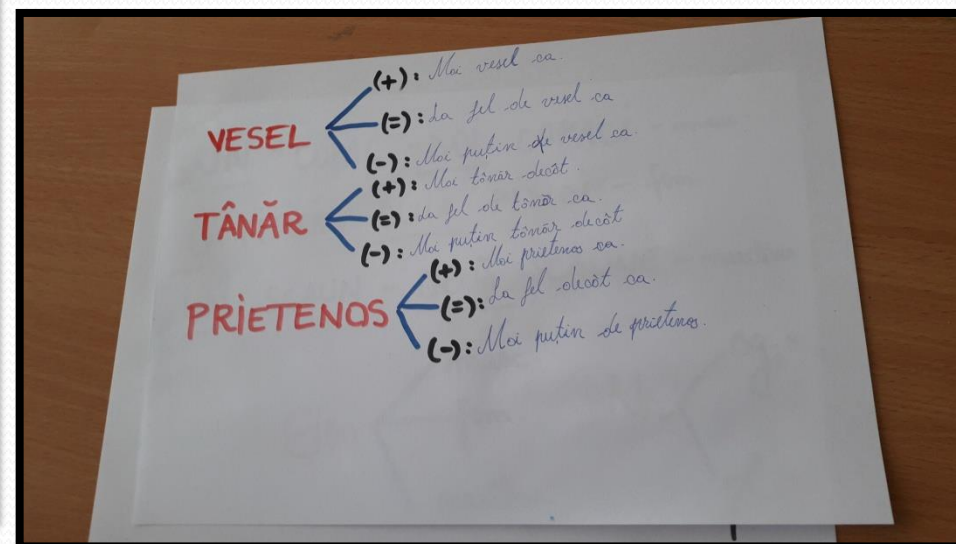 VESEL
(+): Mai vesel ca.
(=): La fel de vesel ca
(-): Mai puțin de vesel ca.
TÂNĂR
(+): Mai tânăr decât.
(=): La fel de tânăr ca.
(-): Mai puțin tânăr decât
PRIETENOS
(+): Mai prietenos ca.
(=): La fel decât ca.
(-): Mai puțin de prietenos.